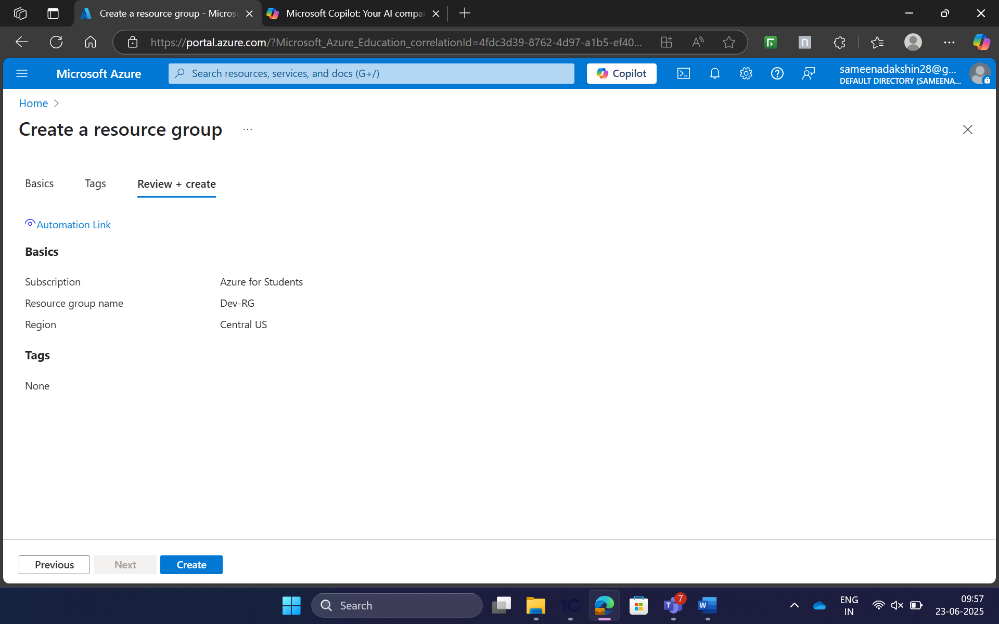 Create a resource group - Micros
Microsoft Copilot: Your AI compa
https://portal.azure.com/?Microsoft_Azure_Education_correlationId=4fdc3d39-8762-4d97-a1b5-ef40...
Microsoft Azure
Search resources, services, and docs (G+/)
Copilot
sameenadakshin28@g...
DEFAULT DIRECTORY (SAMEENA...
Home >
Create a resource group ...
Basics Tags Review + create
Automation Link
Basics
Subscription Azure for Students
Resource group name Dev-RG
Region Central US
Tags
None
Previous Next Create
Search
7
ENG
IN
09:57
23-06-2025